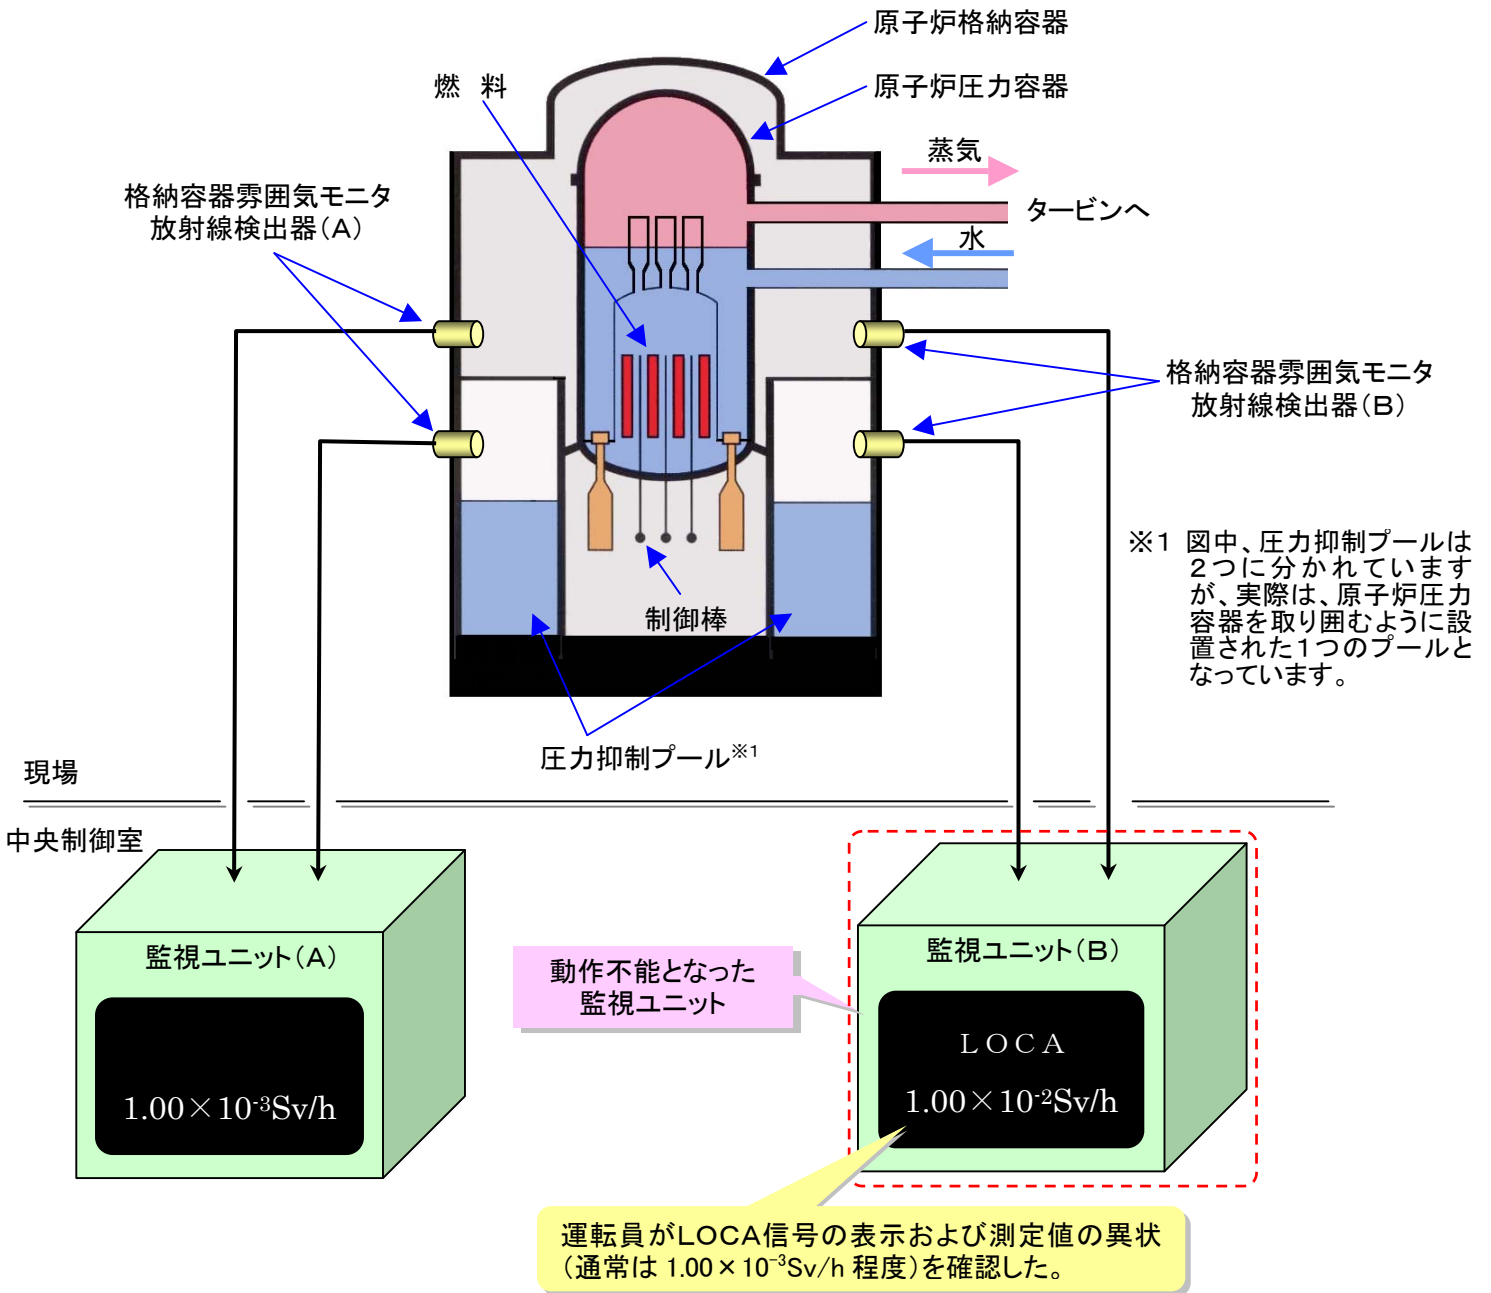 原子炉格納容器
燃　料
原子炉圧力容器
蒸気
格納容器雰囲気モニタ
放射線検出器(A)
タービンへ
水
格納容器雰囲気モニタ
放射線検出器(B)
※1 図中、圧力抑制プールは
2つに分かれています
が、実際は、原子炉圧力
容器を取り囲むように設
置された1つのプールと
なっています。
制御棒
圧力抑制プール※1
現場
中央制御室
監視ユニット(A)
1.00×10-3Sv/h
動作不能となった
監視ユニット
監視ユニット(B)
LOCA
1.00×10-2Sv/h
運転員がLOCA信号の表示および測定値の異状
(通常は 1.00×10-3Sv/h 程度)を確認した。